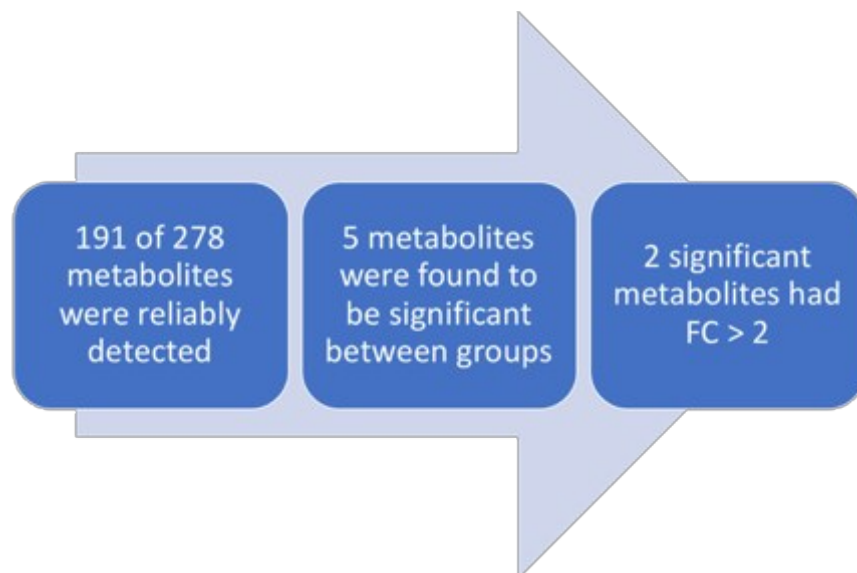 191 of 278
metabolites
were reliably
detected
5 metabolites
were found to
be significant
between groups
2 significant
metabolites had
FC > 2